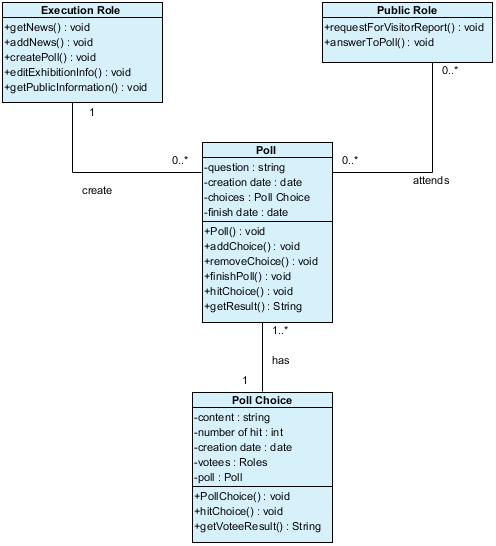 Execution Role
+getNews() : void
+addNews() : void
+createPoll() : void
+editExhibitionInfo() : void
+getPublicInformation() : void
Public Role
+requestForVisitorReport() : void
+answerToPoll() : void
1
0..*
create
0..*
0..*
attends
Poll
-question : string
-creation date : date
-choices : Poll Choice
-finish date : date
+Poll() : void
+addChoice() : void
+removeChoice() : void
+finishPoll() : void
+hitChoice() : void
+getResult() : String
1..*
has
1
Poll Choice
-content : string
-number of hit : int
-creation date : date
-votees : Roles
-poll : Poll
+PollChoice() : void
+hitChoice() : void
+getVoteeResult() : String